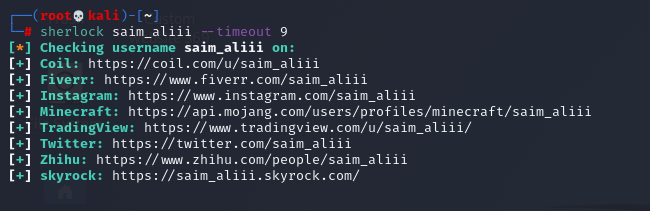 ┌──(root💀kali)-[~]
└─# sherlock saim_aliii --timeout 9
[*] Checking username saim_aliii on:
[+] Coil: https://coil.com/u/saim_aliii
[+] Fiverr: https://www.fiverr.com/saim_aliii
[+] Instagram: https://www.instagram.com/saim_aliii
[+] Minecraft: https://api.mojang.com/users/profiles/minecraft/saim_aliii
[+] TradingView: https://www.tradingview.com/u/saim_aliii/
[+] Twitter: https://twitter.com/saim_aliii
[+] Zhihu: https://www.zhihu.com/people/saim_aliii
[+] skyrock: https://saim_aliii.skyrock.com/